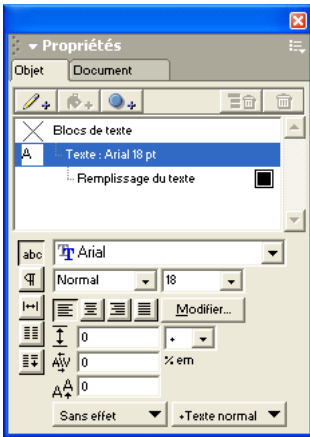 Propriétés
Objet Document
Blocs de texte
A Texte : Arial 18 pt
Remplissage du texte
abc Arial
Normal 18
Modifier...
0
0 % em
0
Sans effet +Texte normal